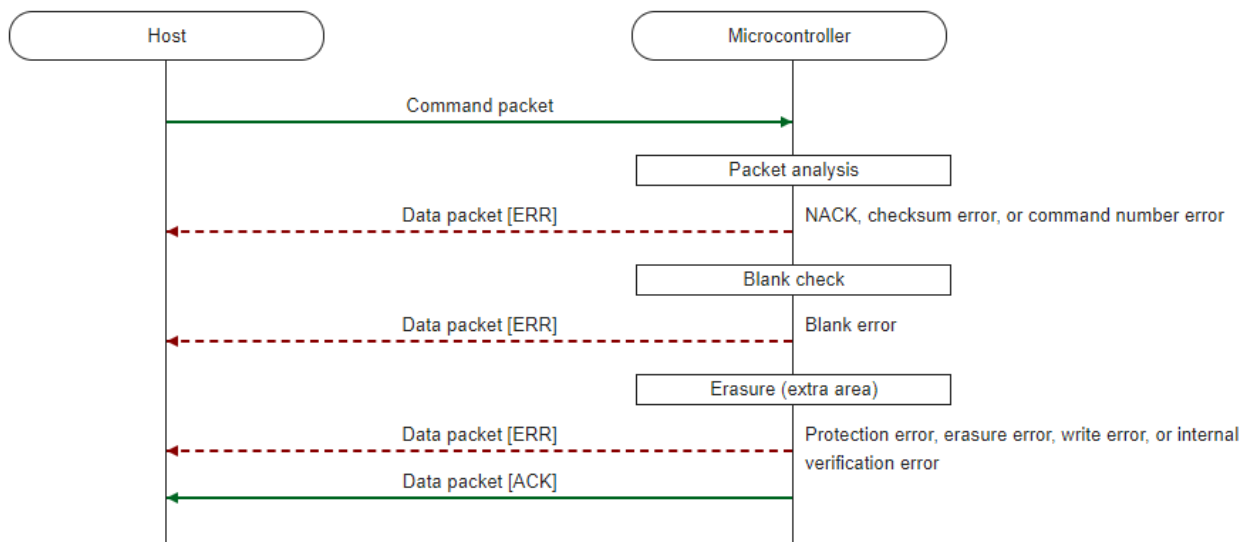 Host
Microcontroller
Command packet
Packet analysis
Data packet [ERR]
NACK, checksum error, or command number error
Blank check
Data packet [ERR]
Blank error
Erasure (extra area)
Data packet [ERR]
Protection error, erasure error, write error, or internal
verification error
Data packet [ACK]